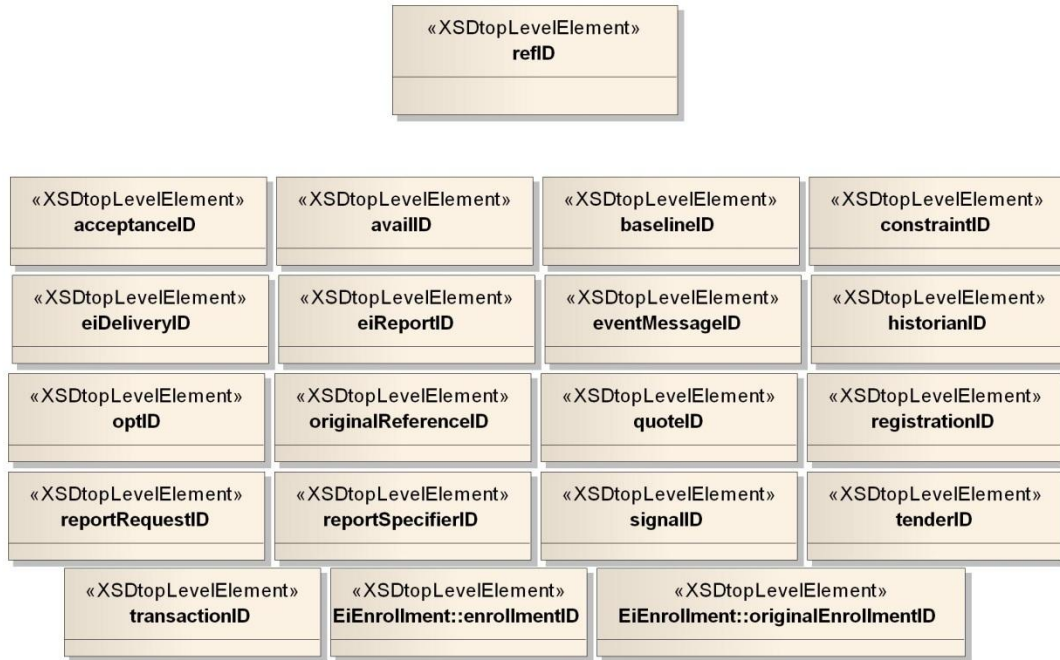 «XSDtopLevelElement»
refID
«XSDtopLevelElement» «XSDtopLevelElement» «XSDtopLevelElement» «XSDtopLevelElement»
acceptanceID availID baselineID constraintID
«XSDtopLevelElement» «XSDtopLevelElement» «XSDtopLevelElement» «XSDtopLevelElement»
eiDeliveryID eiReportID eventMessageID historianID
«XSDtopLevelElement» «XSDtopLevelElement» «XSDtopLevelElement» «XSDtopLevelElement»
optID originalReferenceID quoteID registrationID
«XSDtopLevelElement» «XSDtopLevelElement» «XSDtopLevelElement» «XSDtopLevelElement»
reportRequestID reportSpecifierID signalID tenderID
«XSDtopLevelElement» «XSDtopLevelElement» «XSDtopLevelElement»
transactionID EiEnrollment::enrollmentID EiEnrollment::originalEnrollmentID